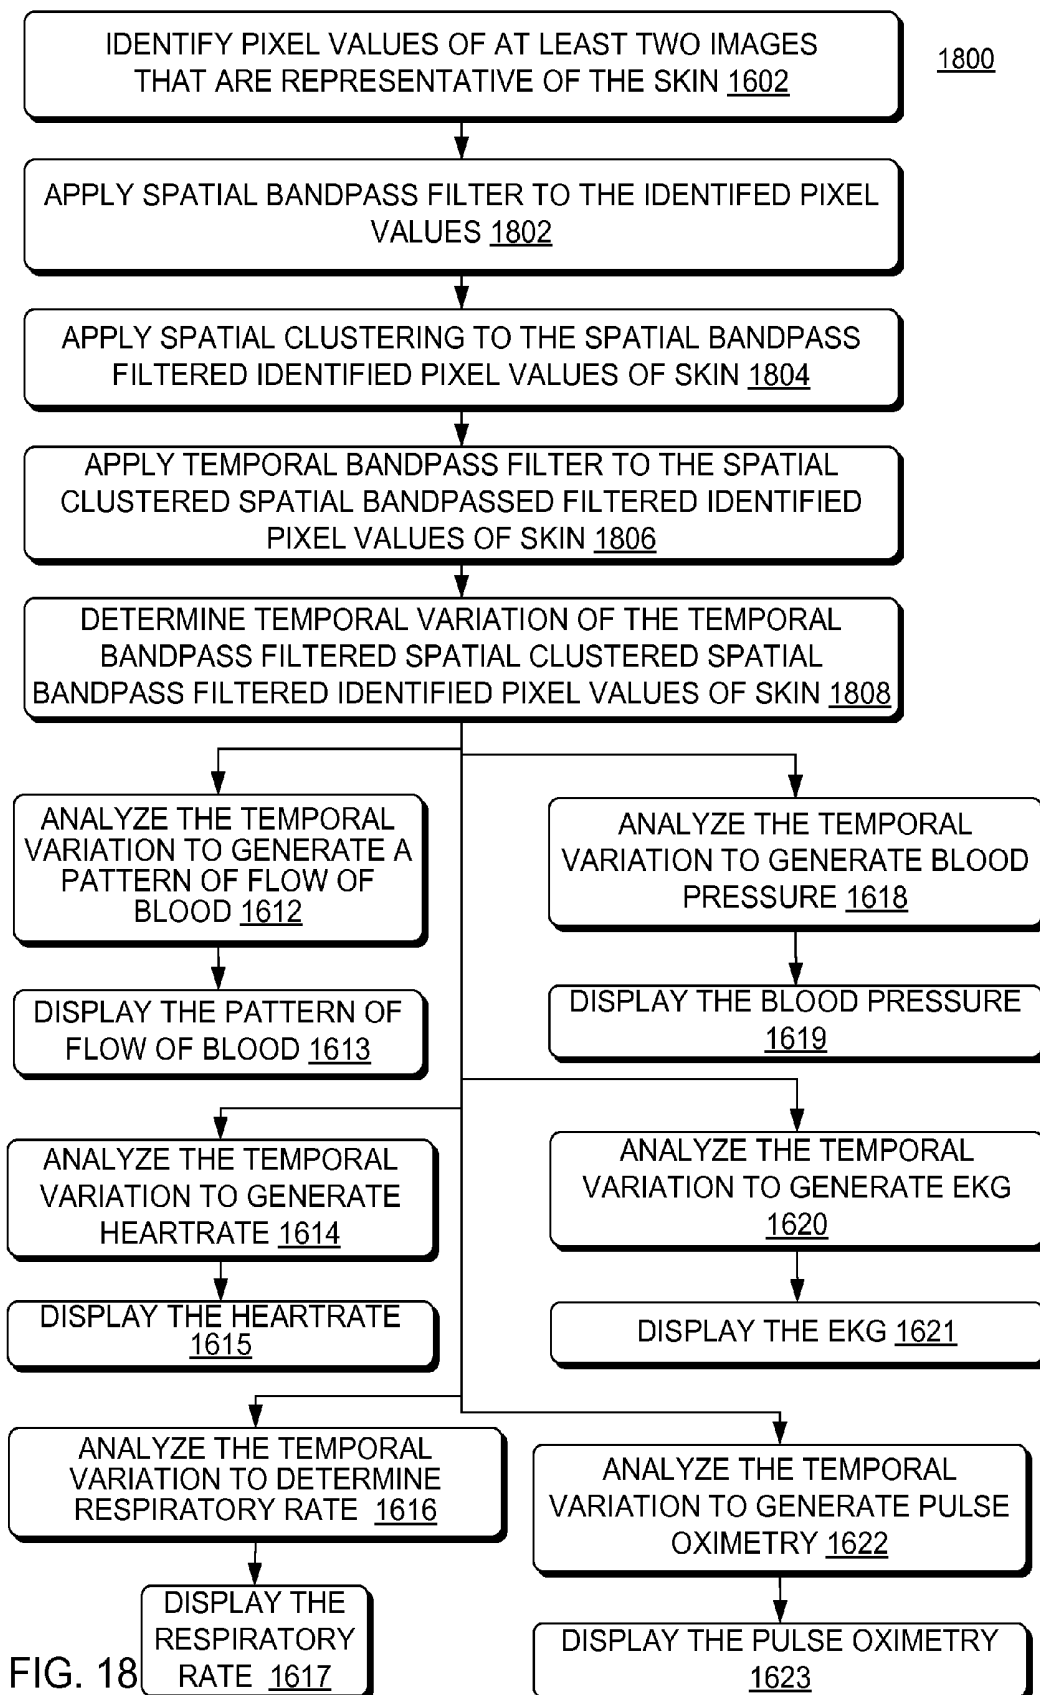 IDENTIFY PIXEL VALUES OF AT LEAST TWO IMAGES
THAT ARE REPRESENTATIVE OF THE SKIN 1602
1800
APPLY SPATIAL BANDPASS FILTER TO THE IDENTIFED PIXEL
VALUES 1802
APPLY SPATIAL CLUSTERING TO THE SPATIAL BANDPASS
FILTERED IDENTIFIED PIXEL VALUES OF SKIN 1804
APPLY TEMPORAL BANDPASS FILTER TO THE SPATIAL
CLUSTERED SPATIAL BANDPASSED FILTERED IDENTIFIED
PIXEL VALUES OF SKIN 1806
DETERMINE TEMPORAL VARIATION OF THE TEMPORAL
BANDPASS FILTERED SPATIAL CLUSTERED SPATIAL
BANDPASS FILTERED IDENTIFIED PIXEL VALUES OF SKIN 1808
ANALYZE THE TEMPORAL
VARIATION TO GENERATE A
PATTERN OF FLOW OF
BLOOD 1612
DISPLAY THE PATTERN OF
FLOW OF BLOOD 1613
ANALYZE THE TEMPORAL
VARIATION TO GENERATE BLOOD
PRESSURE 1618
DISPLAY THE BLOOD PRESSURE
1619
ANALYZE THE TEMPORAL
VARIATION TO GENERATE
HEARTRATE 1614
DISPLAY THE HEARTRATE
1615
ANALYZE THE TEMPORAL
VARIATION TO GENERATE EKG
1620
DISPLAY THE EKG 1621
ANALYZE THE TEMPORAL
VARIATION TO DETERMINE
RESPIRATORY RATE 1616
DISPLAY THE
RESPIRATORY
RATE 1617
ANALYZE THE TEMPORAL
VARIATION TO GENERATE PULSE
OXIMETRY 1622
DISPLAY THE PULSE OXIMETRY
1623
FIG. 18